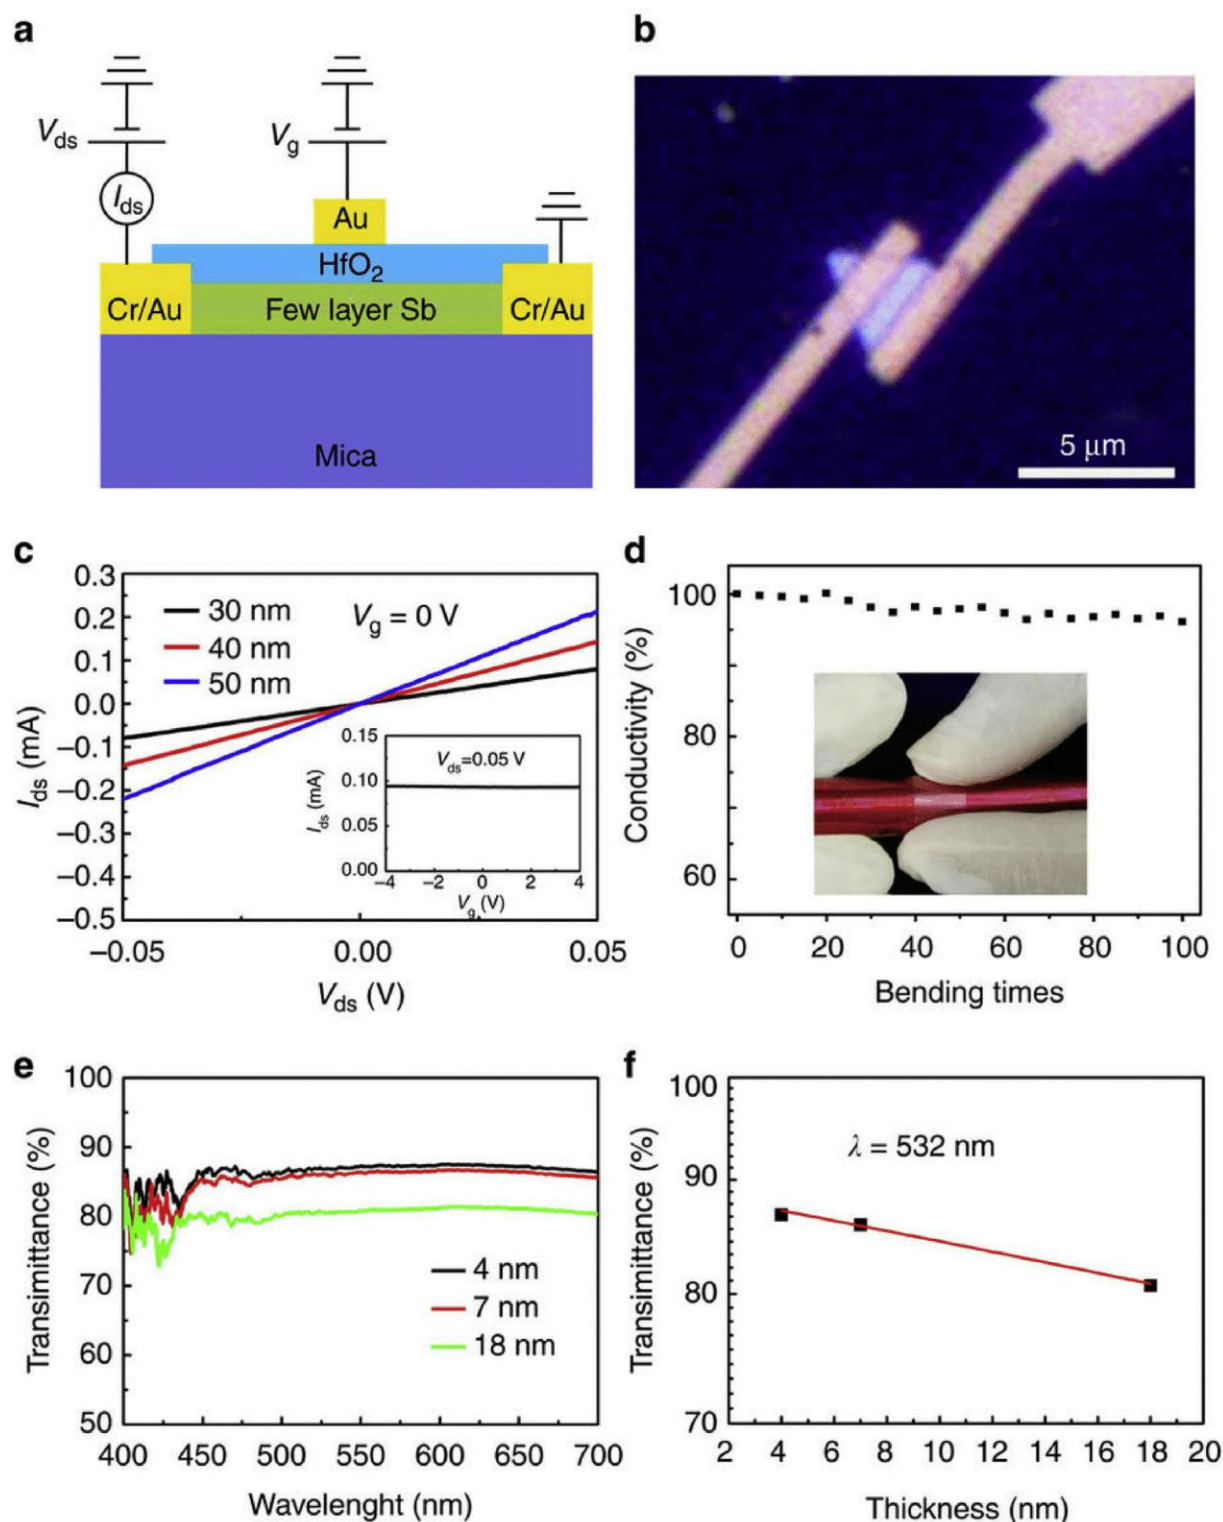 a
V_ds
I_ds
V_g
Au
HfO₂
Cr/Au
Few layer Sb
Cr/Au
Mica
b
5 µm
c
0.3
0.2
0.1
0.0
–0.1
–0.2
–0.3
–0.4
–0.5
I_ds (mA)
30 nm
40 nm
50 nm
V_g = 0 V
0.15
0.10
0.05
0.00
I_ds (mA)
V_ds=0.05 V
–4 –2 0 2 4
V_g (V)
–0.05 0.00 0.05
V_ds (V)
d
100
80
60
Conductivity (%)
0 20 40 60 80 100
Bending times
e
100
90
80
70
60
50
Transimittance (%)
4 nm
7 nm
18 nm
400 450 500 550 600 650 700
Wavelenght (nm)
f
100
90
80
70
Transimittance (%)
λ = 532 nm
2 4 6 8 10 12 14 16 18 20
Thickness (nm)